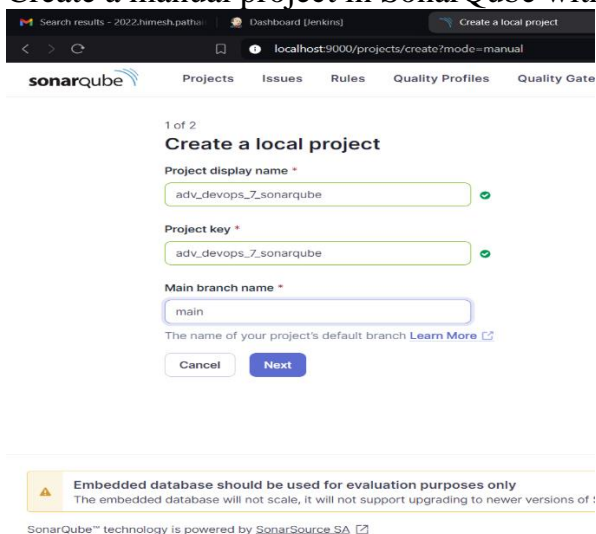 Create a manual project in SonarQube with
Search results - 2022.himesh.pathai
Dashboard [Jenkins]
Create a local project
localhost:9000/projects/create?mode=manual
sonarqube Projects Issues Rules Quality Profiles Quality Gate
1 of 2
Create a local project
Project display name *
adv_devops_7_sonarqube
Project key *
adv_devops_7_sonarqube
Main branch name *
main
The name of your project's default branch Learn More
Cancel Next
Embedded database should be used for evaluation purposes only
The embedded database will not scale, it will not support upgrading to newer versions of
SonarQube™ technology is powered by SonarSource SA